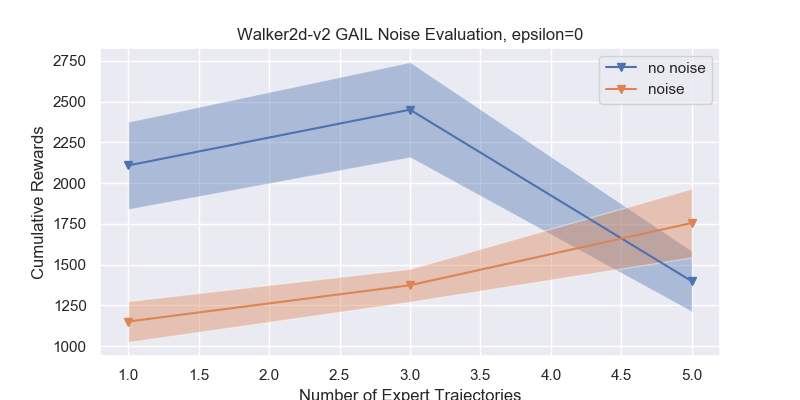 Walker2d-v2 GAIL Noise Evaluation, epsilon=0
no noise
noise
Cumulative Rewards
2750
2500
2250
2000
1750
1500
1250
1000
1.0 1.5 2.0 2.5 3.0 3.5 4.0 4.5 5.0
Number of Expert Trajectories